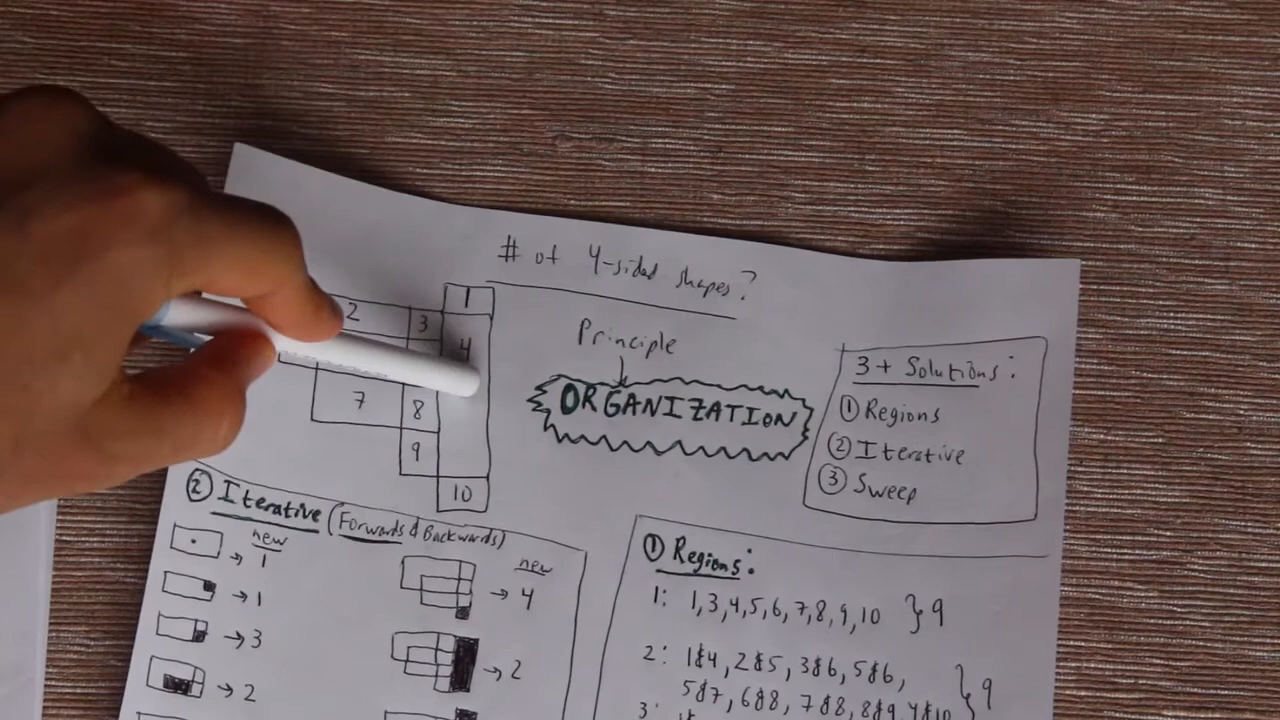 # of 4-sided shapes?
1
2 3
4
7 8
9
10
Principle
ORGANIZATION
3+ Solutions:
① Regions
② Iterative
③ Sweep
② Iterative (Forwards & Backwards)
new
→ 1
→ 1
→ 3
→ 2
new
→ 4
→ 2
① Regions:
1: 1,3,4,5,6,7,8,9,10 } 9
2: 1&4, 2&5, 3&6, 5&6,
5&7, 6&8, 7&8, 8&9, 4&10 } 9
3: